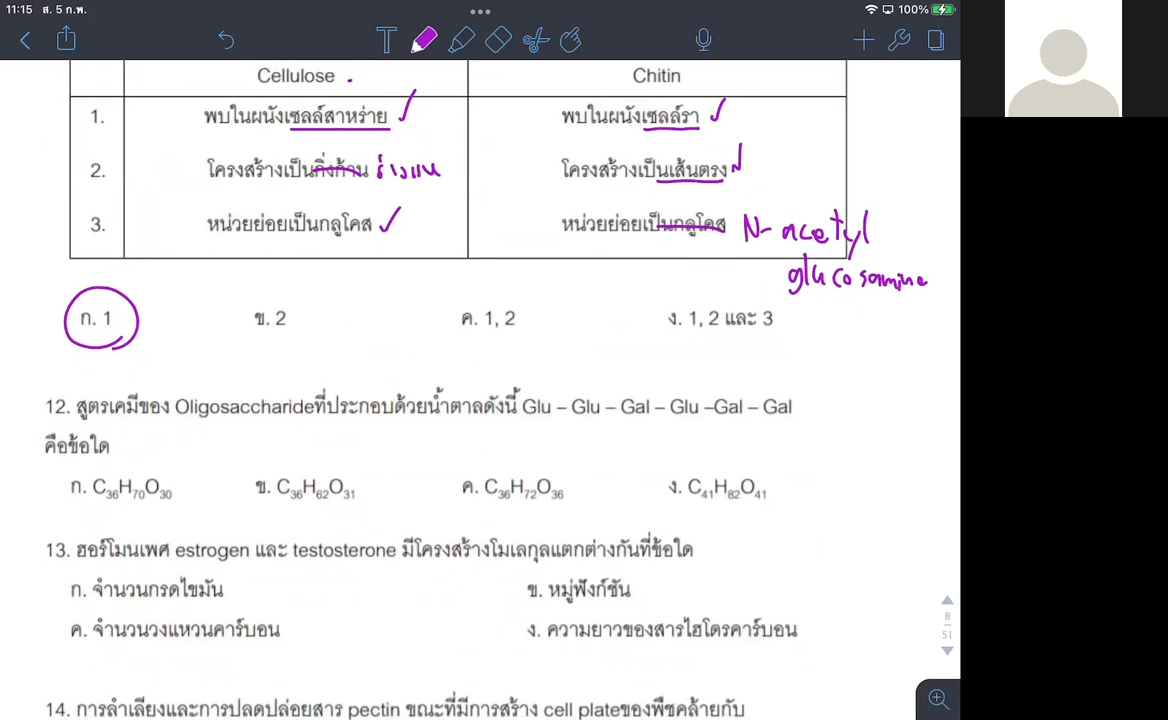 11:15 ส. 5 ก.พ.
100%
Cellulose Chitin
1. พบในผนังเซลล์สาหร่าย พบในผนังเซลล์รา
2. โครงสร้างเป็นกิ่งก้าน ร่างแห โครงสร้างเป็นเส้นตรง
3. หน่วยย่อยเป็นกลูโคส หน่วยย่อยเป็นกลูโคส N-acetyl
glucosamine
ก. 1 ข. 2 ค. 1, 2 ง. 1, 2 และ 3
12. สูตรเคมีของ Oligosaccharideที่ประกอบด้วยน้ำตาลดังนี้ Glu – Glu – Gal – Glu –Gal – Gal
คือข้อใด
ก. C₃₆H₇₀O₃₀ ข. C₃₆H₆₂O₃₁ ค. C₃₆H₇₂O₃₆ ง. C₄₁H₈₂O₄₁
13. ฮอร์โมนเพศ estrogen และ testosterone มีโครงสร้างโมเลกุลแตกต่างกันที่ข้อใด
ก. จำนวนกรดไขมัน ข. หมู่ฟังก์ชัน
ค. จำนวนวงแหวนคาร์บอน ง. ความยาวของสารไฮโดรคาร์บอน
8
51
14. การลำเลียงและการปลดปล่อยสาร pectin ขณะที่มีการสร้าง cell plateของพืชคล้ายกับ